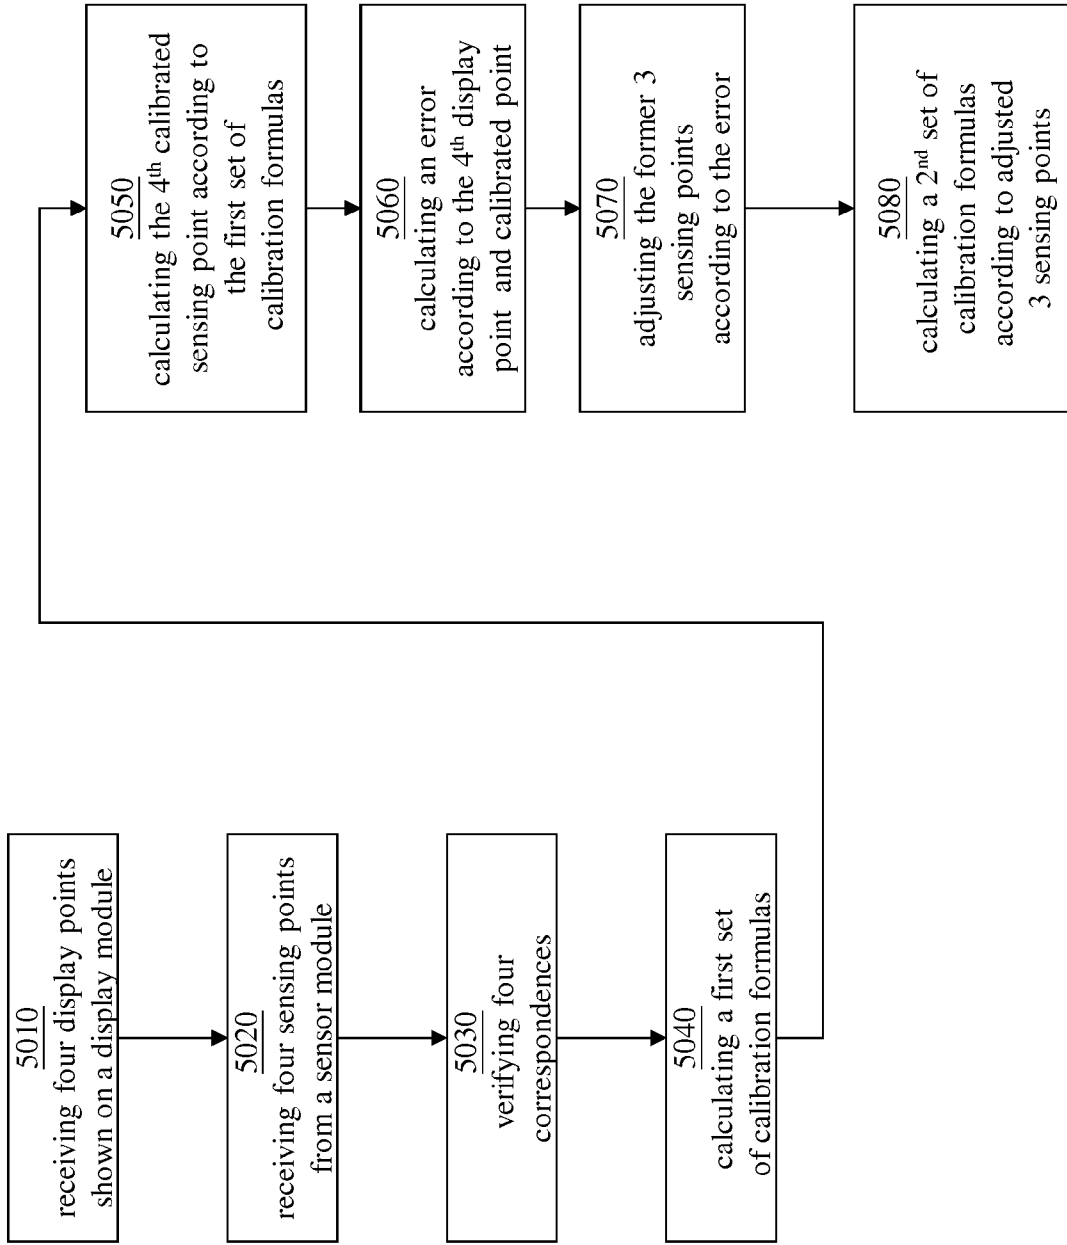 5010
receiving four display points
shown on a display module
5020
receiving four sensing points
from a sensor module
5030
verifying four
correspondences
5040
calculating a first set
of calibration formulas
5050
calculating the 4th calibrated
sensing point according to
the first set of
calibration formulas
5060
calculating an error
according to the 4th display
point and calibrated point
5070
adjusting the former 3
sensing points
according to the error
5080
calculating a 2nd set of
calibration formulas
according to adjusted
3 sensing points